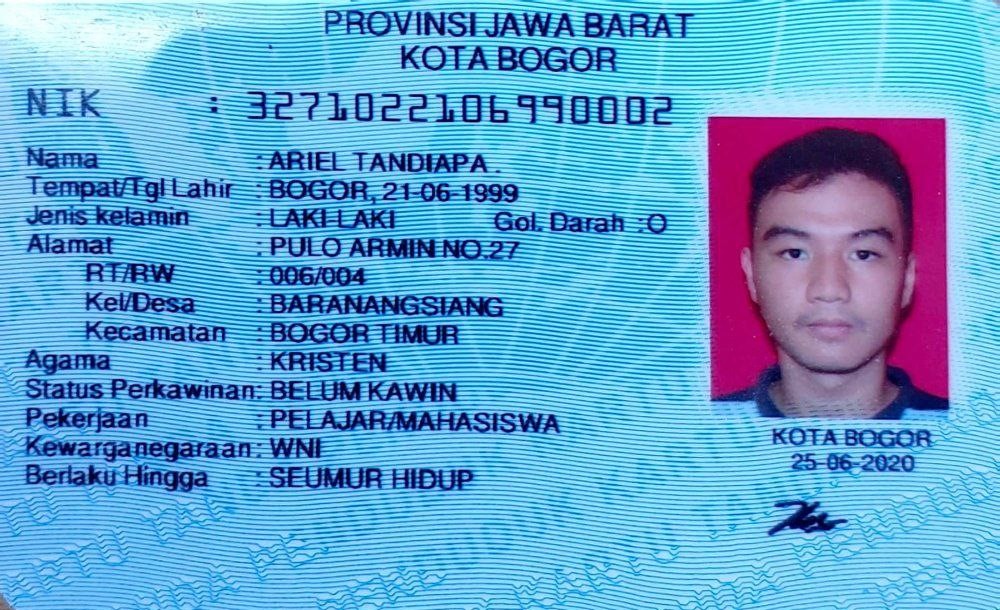 PROVINSI JAWA BARAT
KOTA BOGOR
NIK : 3271022106990002
Nama : ARIEL TANDIAPA .
Tempat/Tgl Lahir : BOGOR, 21-06-1999
Jenis kelamin : LAKI-LAKI Gol. Darah : O
Alamat : PULO ARMIN NO.27
RT/RW : 006/004
Kel/Desa : BARANANGSIANG
Kecamatan : BOGOR TIMUR
Agama : KRISTEN
Status Perkawinan: BELUM KAWIN
Pekerjaan : PELAJAR/MAHASISWA
Kewarganegaraan: WNI
Berlaku Hingga : SEUMUR HIDUP
KOTA BOGOR
25-06-2020